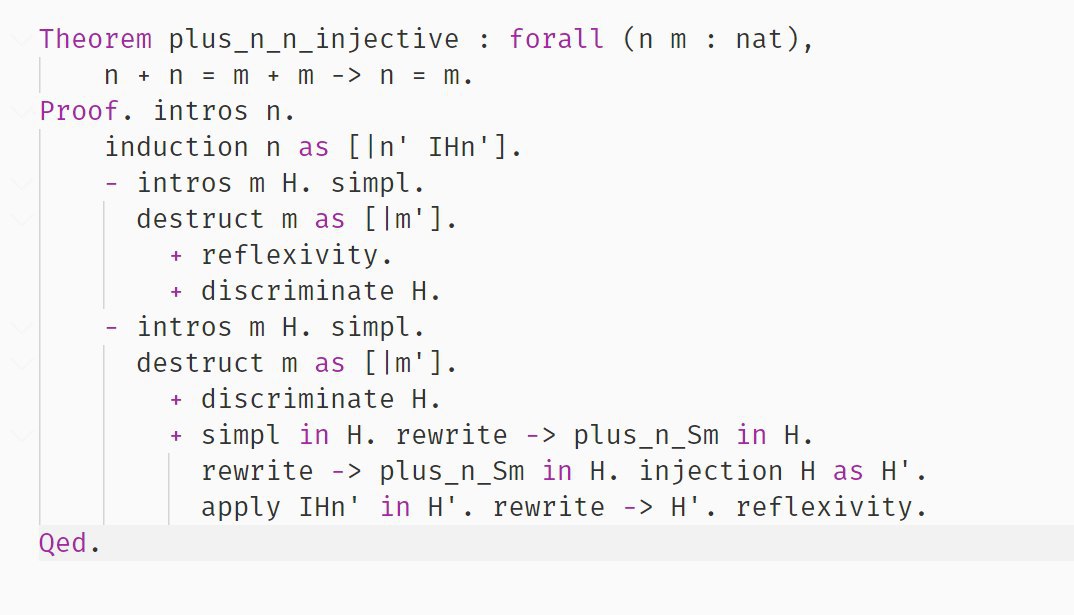 Theorem plus_n_n_injective : forall (n m : nat),
n + n = m + m -> n = m.
Proof. intros n.
induction n as [|n' IHn'].
- intros m H. simpl.
destruct m as [|m'].
+ reflexivity.
+ discriminate H.
- intros m H. simpl.
destruct m as [|m'].
+ discriminate H.
+ simpl in H. rewrite -> plus_n_Sm in H.
rewrite -> plus_n_Sm in H. injection H as H'.
apply IHn' in H'. rewrite -> H'. reflexivity.
Qed.